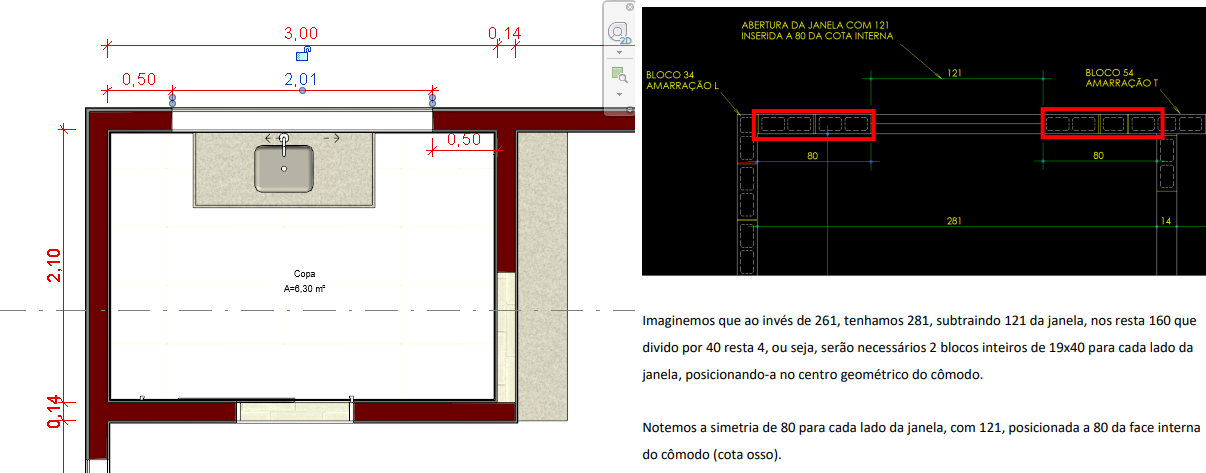 3,00
0,14
2D
0,50
2,01
0,50
2,10
Copa
A=6,30 m²
0,14
ABERTURA DA JANELA COM 121
INSERIDA A 80 DA COTA INTERNA
121
BLOCO 34
AMARRAÇÃO L
BLOCO 54
AMARRAÇÃO T
80
80
281
14
Imaginemos que ao invés de 261, tenhamos 281, subtraindo 121 da janela, nos resta 160 que
divido por 40 resta 4, ou seja, serão necessários 2 blocos inteiros de 19x40 para cada lado da
janela, posicionando-a no centro geométrico do cômodo.
Notemos a simetria de 80 para cada lado da janela, com 121, posicionada a 80 da face interna
do cômodo (cota osso).